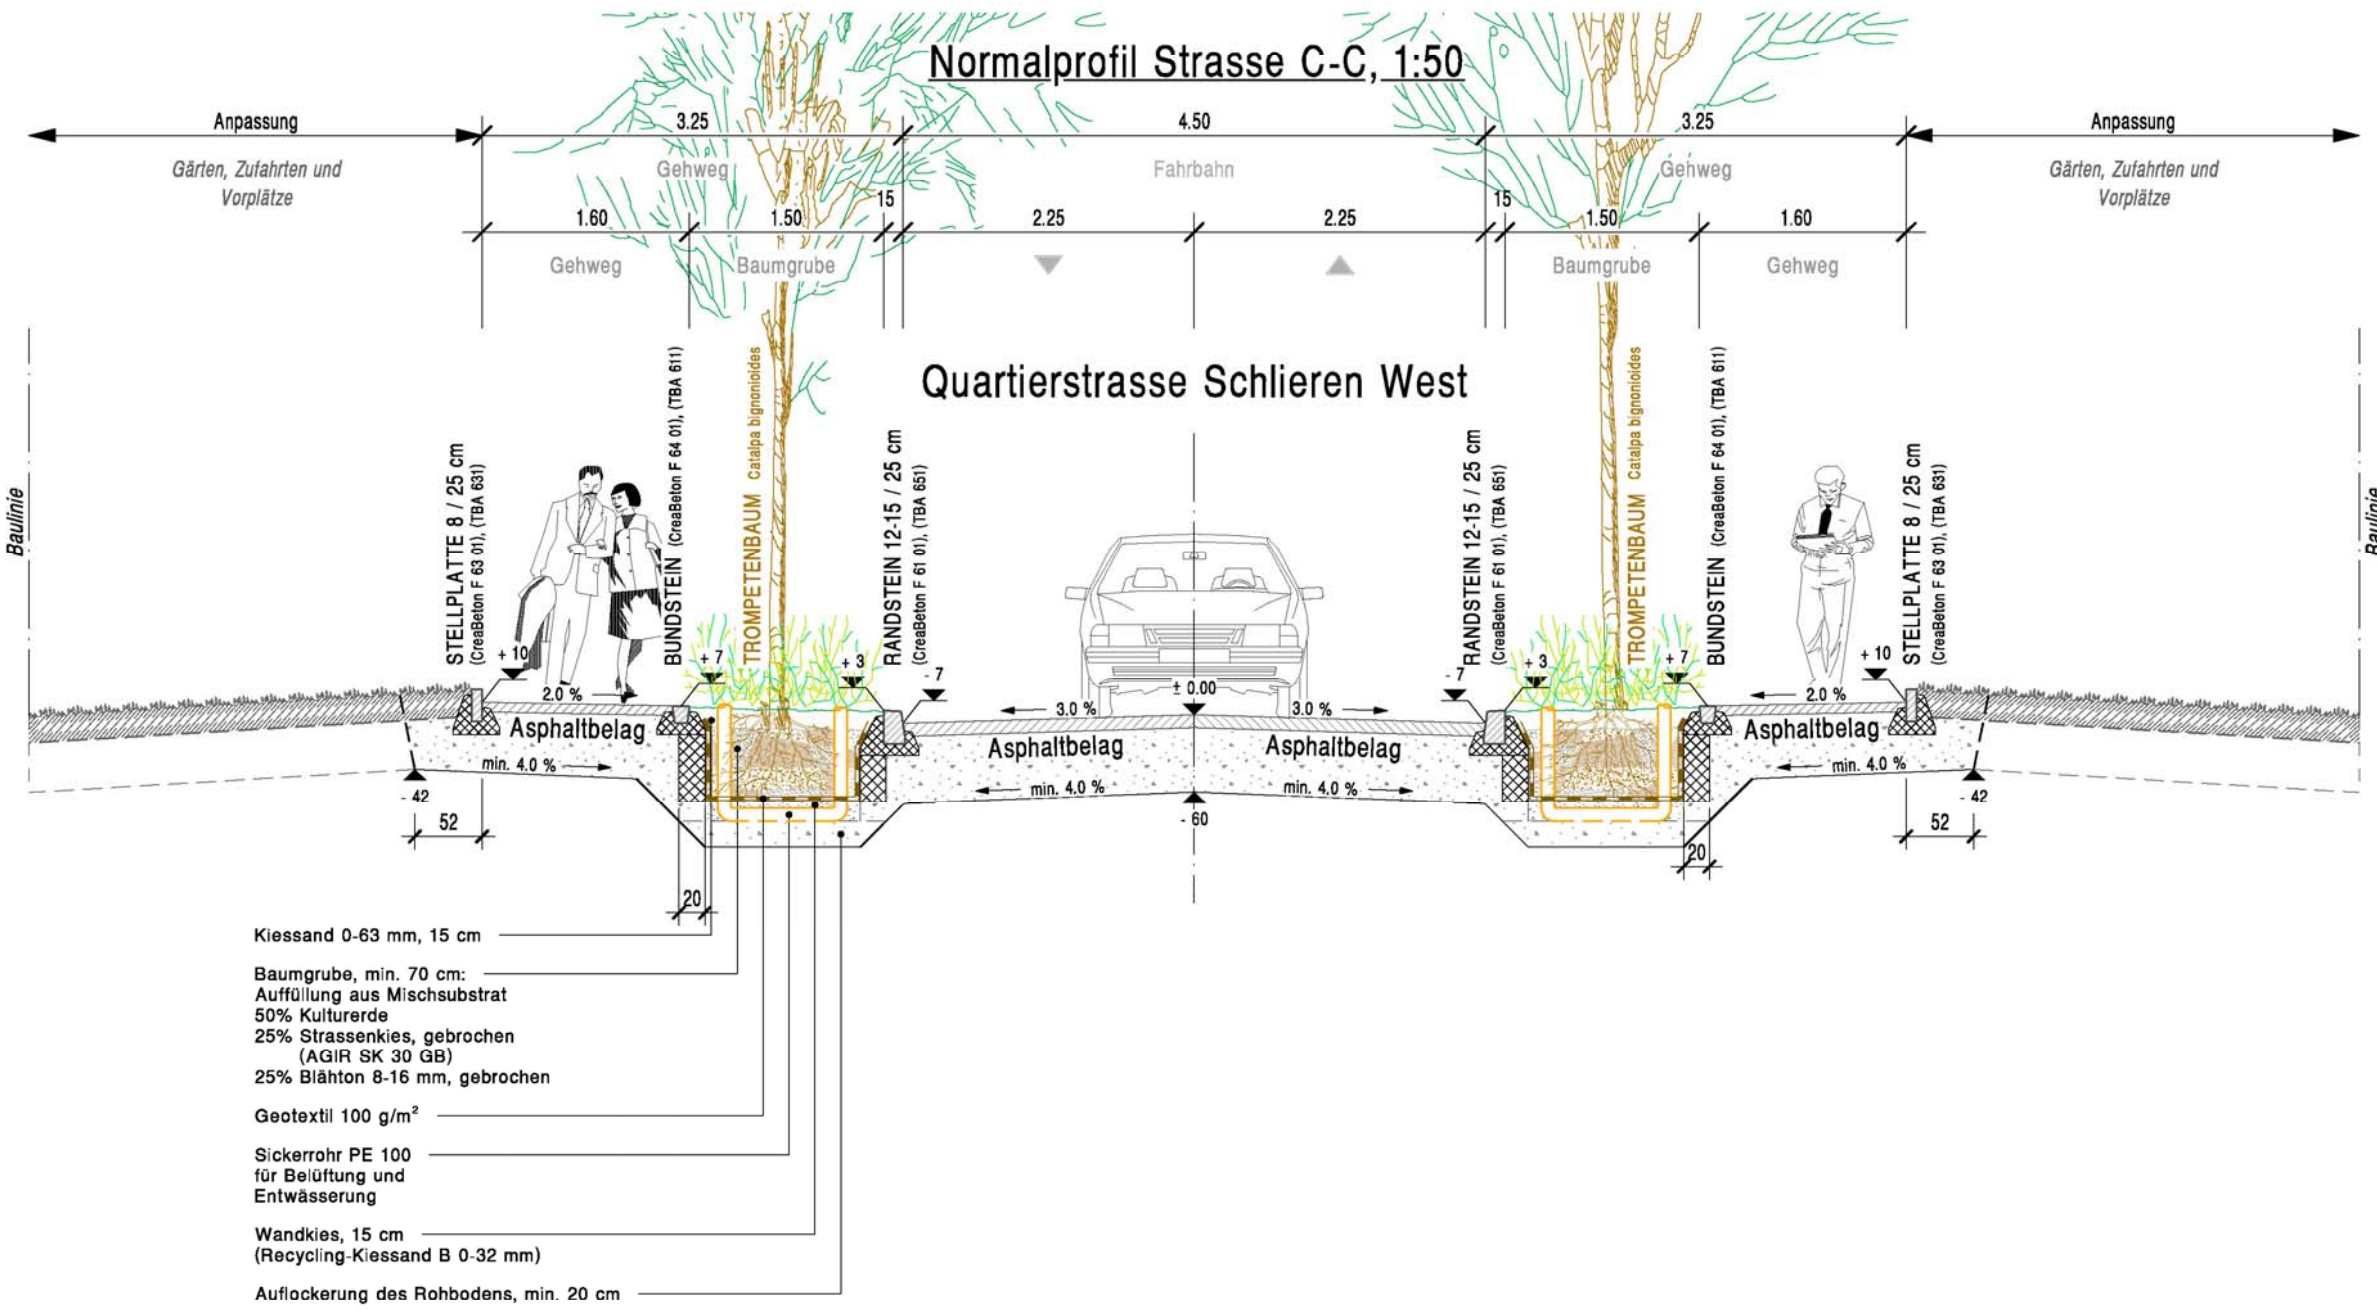 Normalprofil Strasse C-C, 1:50
Anpassung 3.25 4.50 3.25 Anpassung
Gärten, Zufahrten und Gehweg Fahrbahn Gehweg Gärten, Zufahrten und
Vorplätze Vorplätze
15 15
1.60 1.50 2.25 2.25 1.50 1.60
Gehweg Baumgrube Baumgrube Gehweg
Quartierstrasse Schlieren West
Baulinie
STELLPLATTE 8 / 25 cm
(CreaBeton F 63 01), (TBA 631)
BUNDSTEIN (CreaBeton F 64 01), (TBA 611)
TROMPETENBAUM Catalpa bignonioides
RANDSTEIN 12-15 / 25 cm
(CreaBeton F 61 01), (TBA 651)
RANDSTEIN 12-15 / 25 cm
(CreaBeton F 61 01), (TBA 651)
TROMPETENBAUM Catalpa bignonioides
BUNDSTEIN (CreaBeton F 64 01), (TBA 611)
STELLPLATTE 8 / 25 cm
(CreaBeton F 63 01), (TBA 631)
Baulinie
+ 10 + 7 + 3 - 7 ± 0.00 - 7 + 3 + 7 + 10
2.0 % 3.0 % 3.0 % 2.0 %
Asphaltbelag Asphaltbelag Asphaltbelag Asphaltbelag
min. 4.0 % min. 4.0 % min. 4.0 % min. 4.0 %
- 42 - 60 - 42
52 52
20 20
Kiessand 0-63 mm, 15 cm
Baumgrube, min. 70 cm:
Auffüllung aus Mischsubstrat
50% Kulturerde
25% Strassenkies, gebrochen
(AGIR SK 30 GB)
25% Blähton 8-16 mm, gebrochen
Geotextil 100 g/m²
Sickerrohr PE 100
für Belüftung und
Entwässerung
Wandkies, 15 cm
(Recycling-Kiessand B 0-32 mm)
Auflockerung des Rohbodens, min. 20 cm